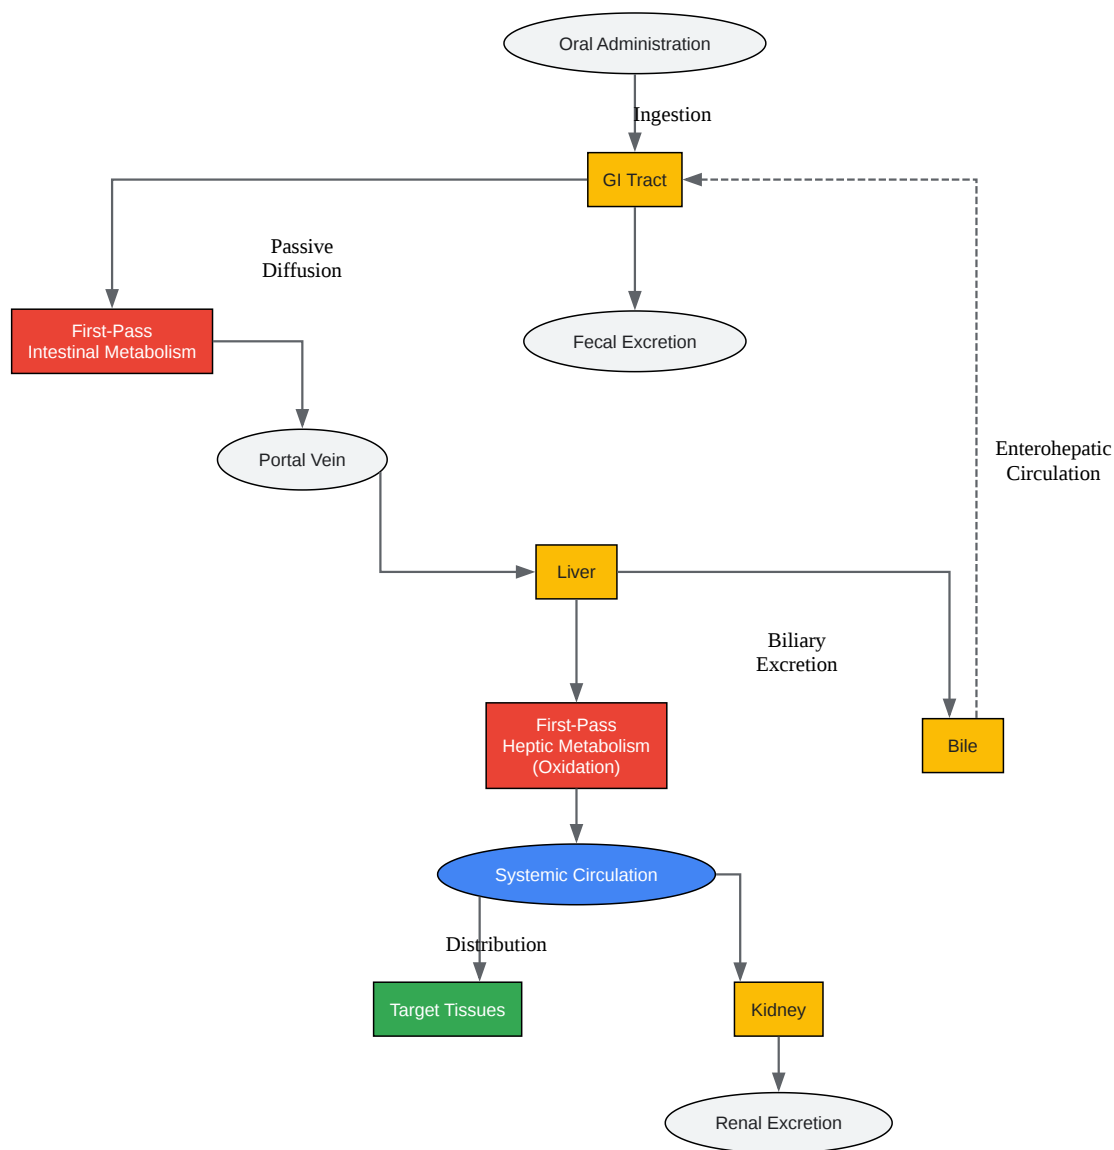 Oral Administration
Ingestion
GI Tract
Passive
Diffusion
First-Pass
Intestinal Metabolism
Fecal Excretion
Portal Vein
Enterohepatic
Circulation
Liver
Biliary
Excretion
First-Pass
Heptic Metabolism
(Oxidation)
Bile
Systemic Circulation
Distribution
Target Tissues
Kidney
Renal Excretion